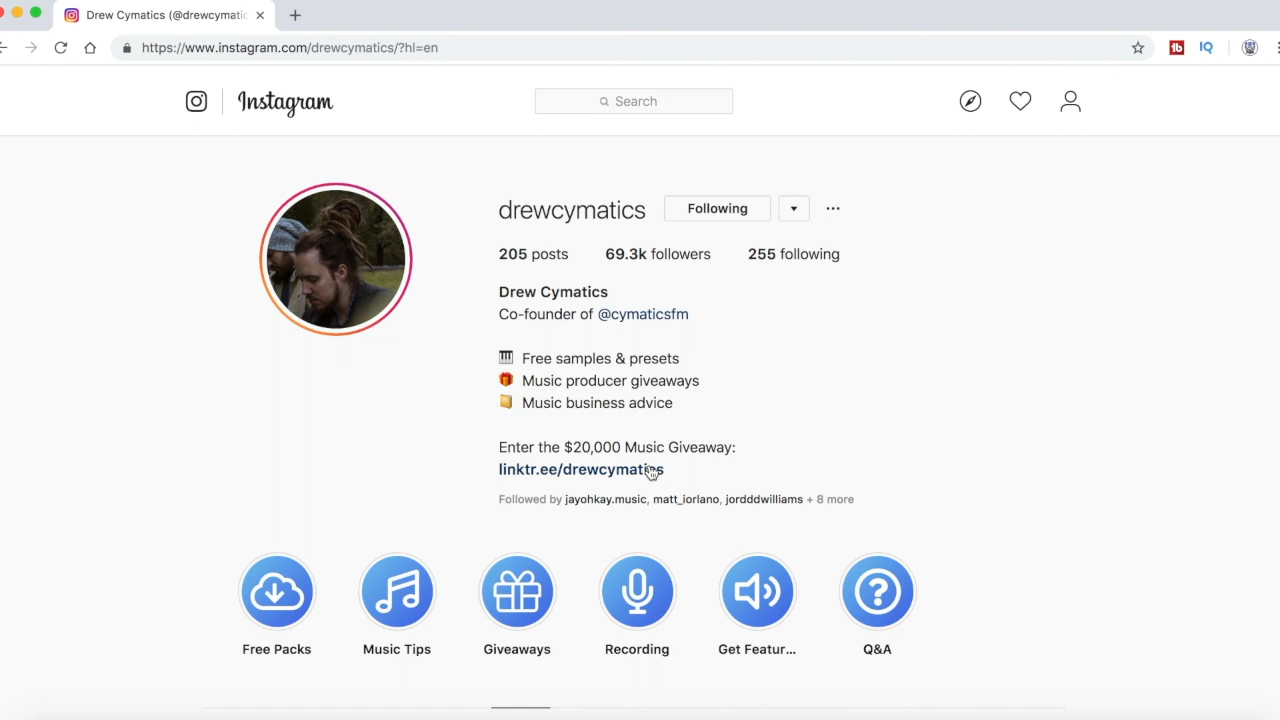 Drew Cymatics (@drewcymatic
https://www.instagram.com/drewcymatics/?hl=en
Instagram
Search
drewcymatics Following
205 posts 69.3k followers 255 following
Drew Cymatics
Co-founder of @cymaticsfm
Free samples & presets
Music producer giveaways
Music business advice
Enter the $20,000 Music Giveaway:
linktr.ee/drewcymatics
Followed by jayohkay.music, matt_iorlano, jordddwilliams + 8 more
Free Packs Music Tips Giveaways Recording Get Featur... Q&A